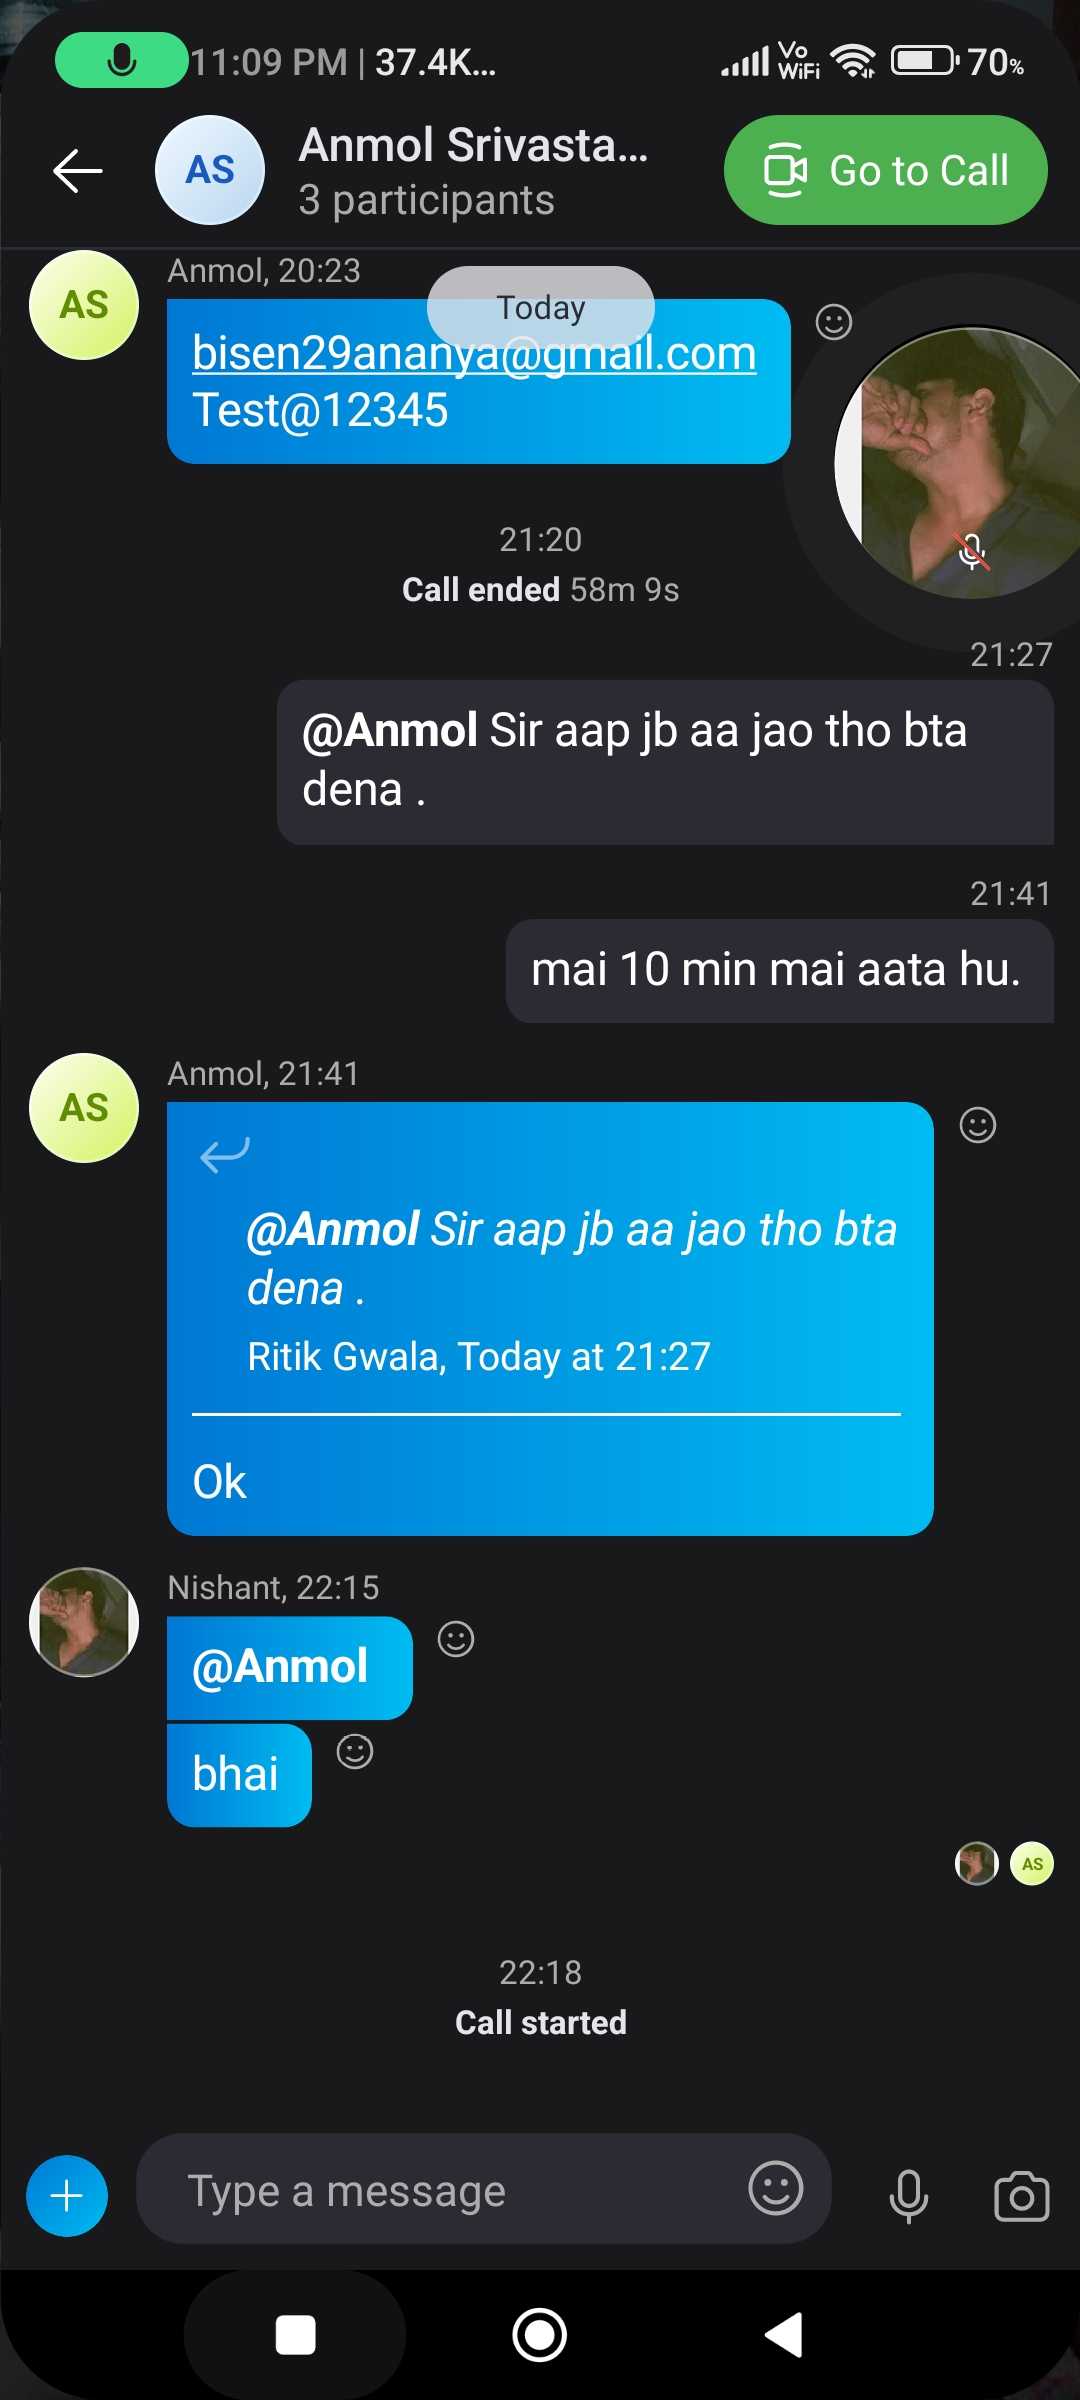 11:09 PM | 37.4K...
Vo
WiFi
70%
AS
Anmol Srivasta...
3 participants
Go to Call
AS
Anmol, 20:23
Today
bisen29ananya@gmail.com
Test@12345
21:20
Call ended 58m 9s
21:27
@Anmol Sir aap jb aa jao tho bta
dena .
21:41
mai 10 min mai aata hu.
AS
Anmol, 21:41
@Anmol Sir aap jb aa jao tho bta
dena .
Ritik Gwala, Today at 21:27
Ok
Nishant, 22:15
@Anmol
bhai
AS
22:18
Call started
Type a message